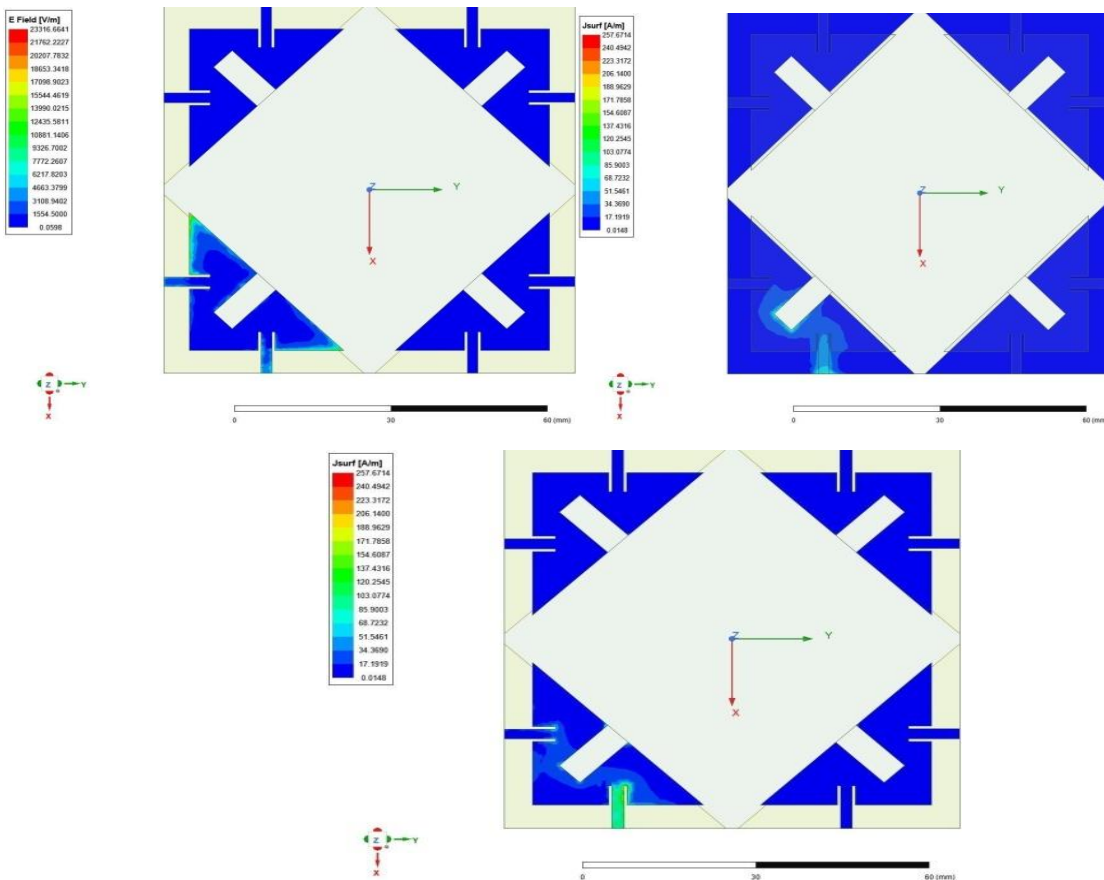 E Field [V/m]
23316.6641
21762.2227
20207.7832
18653.3418
17098.9023
15544.4619
13990.0215
12435.5811
10881.1406
9326.7002
7772.2607
6217.8203
4663.3799
3108.9402
1554.5000
0.0598
Z
Y
X
Z
Y
X
0
30
60 (mm)
Jsurf [A/m]
257.6714
240.4942
223.3172
206.1400
188.9629
171.7858
154.6087
137.4316
120.2545
103.0774
85.9003
68.7232
51.5461
34.3690
17.1919
0.0148
Z
Y
X
Z
Y
X
0
30
60 (mm)
Jsurf [A/m]
257.6714
240.4942
223.3172
206.1400
188.9629
171.7858
154.6087
137.4316
120.2545
103.0774
85.9003
68.7232
51.5461
34.3690
17.1919
0.0148
Z
Y
X
Z
Y
X
0
30
60 (mm)